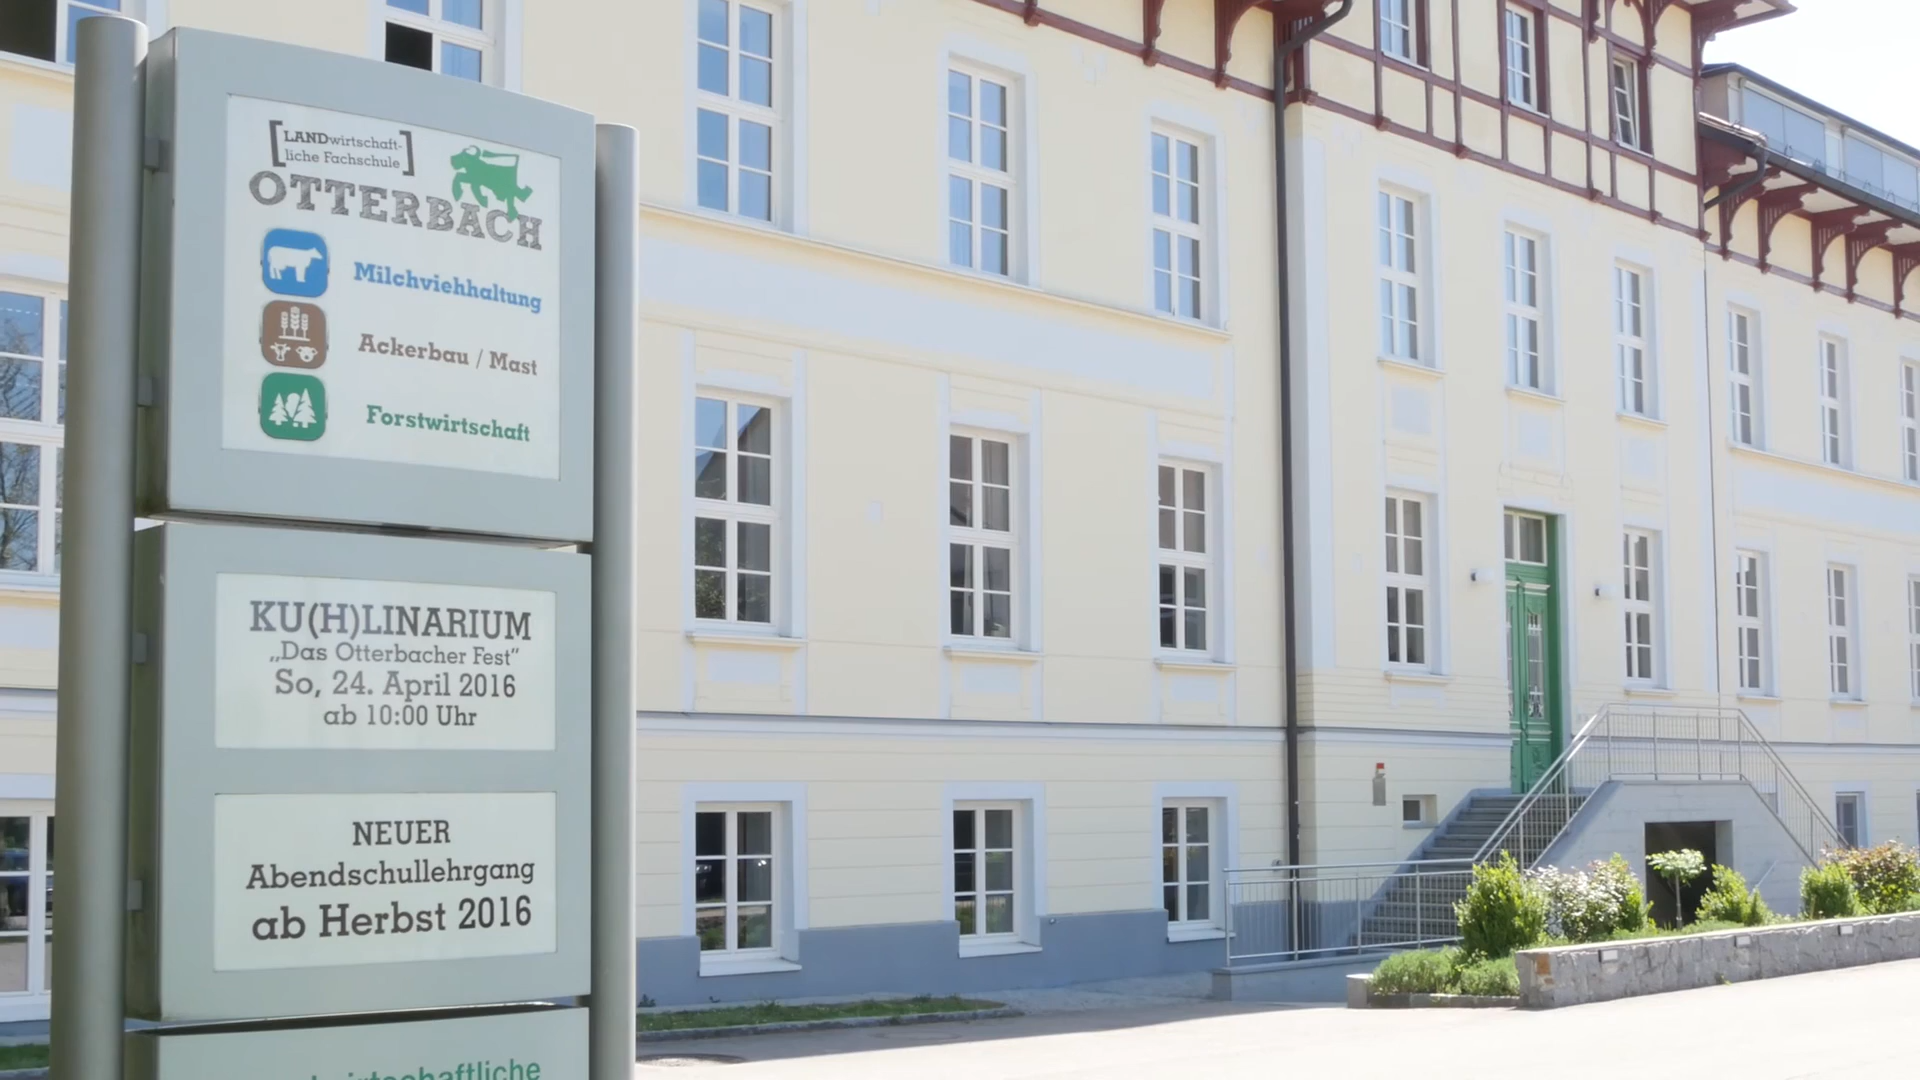 [LANDwirtschaft-
liche Fachschule]
OTTERBACH
Milchviehhaltung
Ackerbau / Mast
Forstwirtschaft
KU(H)LINARIUM
„Das Otterbacher Fest“
So, 24. April 2016
ab 10:00 Uhr
NEUER
Abendschullehrgang
ab Herbst 2016